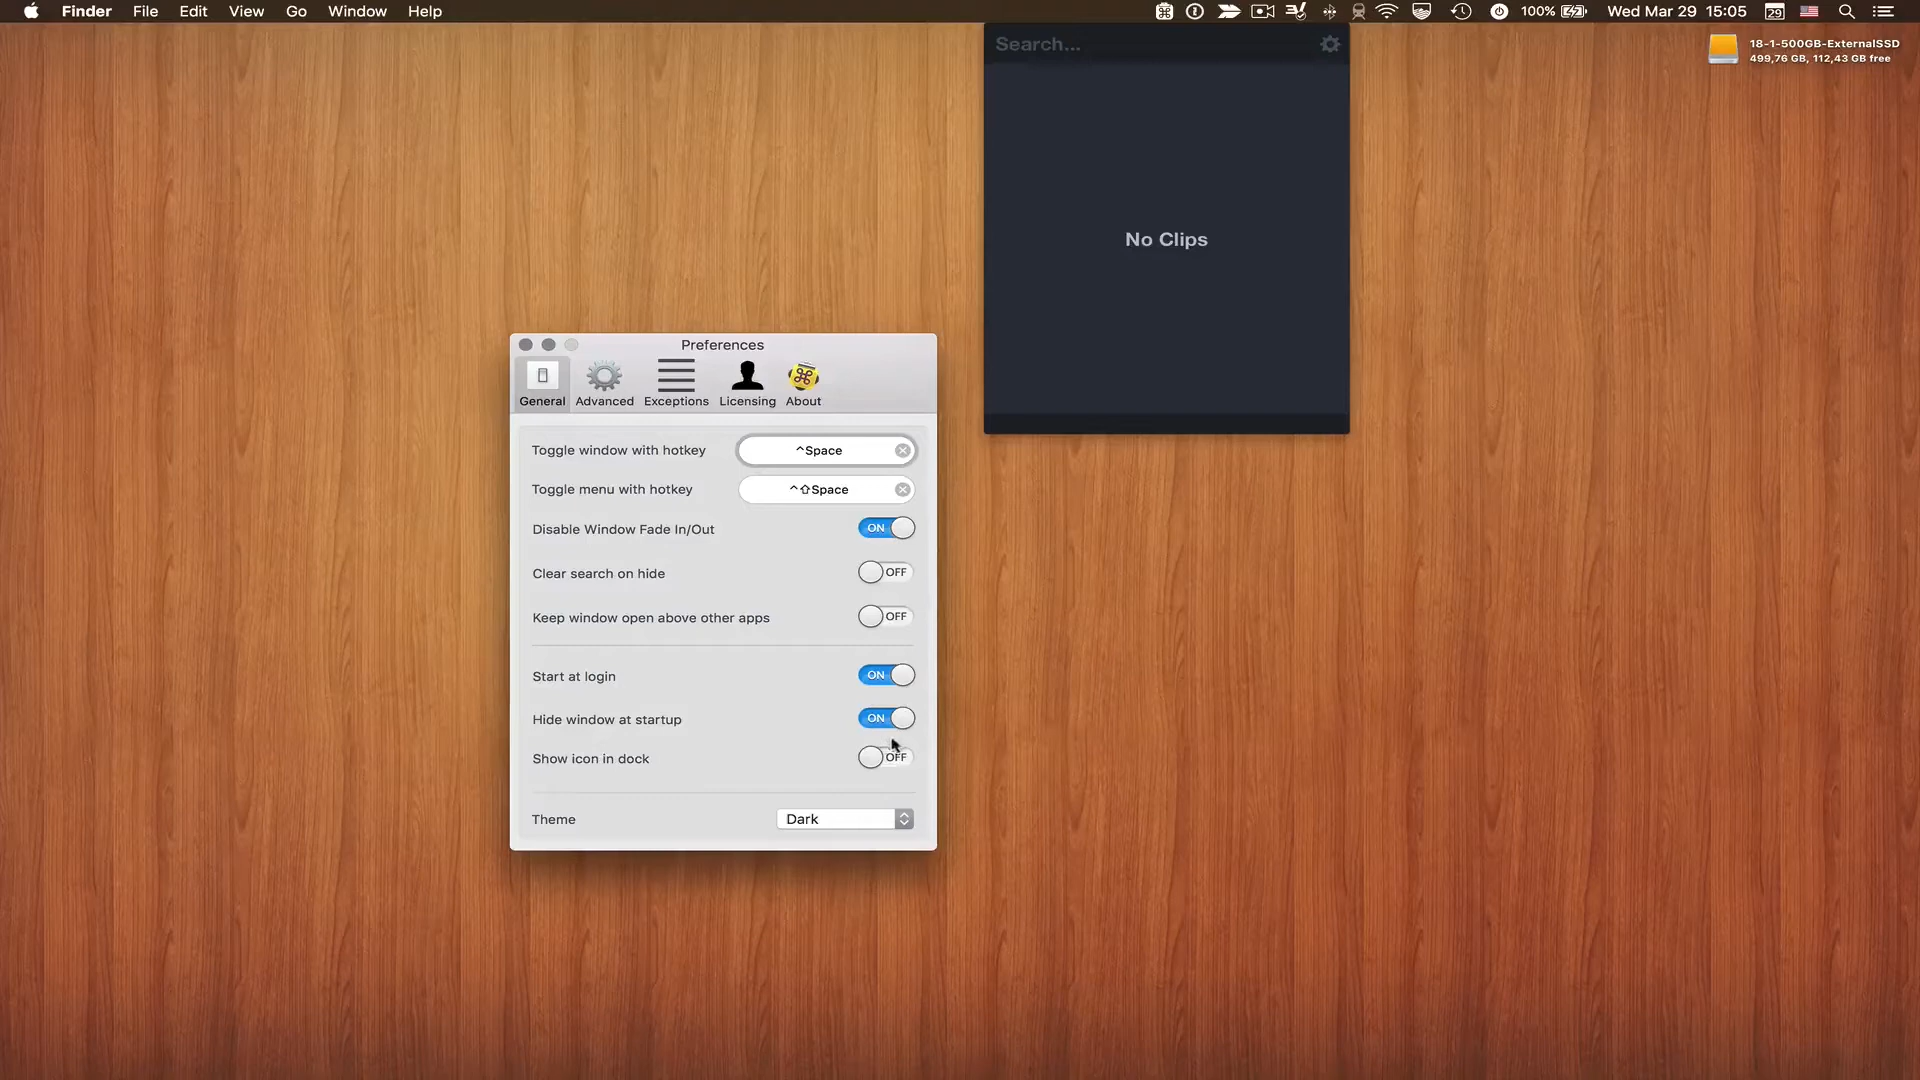 Finder File Edit View Go Window Help 100% Wed Mar 29 15:05 29
18-1-500GB-ExternalSSD
499,76 GB, 112,43 GB free
Search...
No Clips
Preferences
General Advanced Exceptions Licensing About
Toggle window with hotkey ^Space
Toggle menu with hotkey ^⇧Space
Disable Window Fade In/Out ON
Clear search on hide OFF
Keep window open above other apps OFF
Start at login ON
Hide window at startup ON
Show icon in dock OFF
Theme Dark